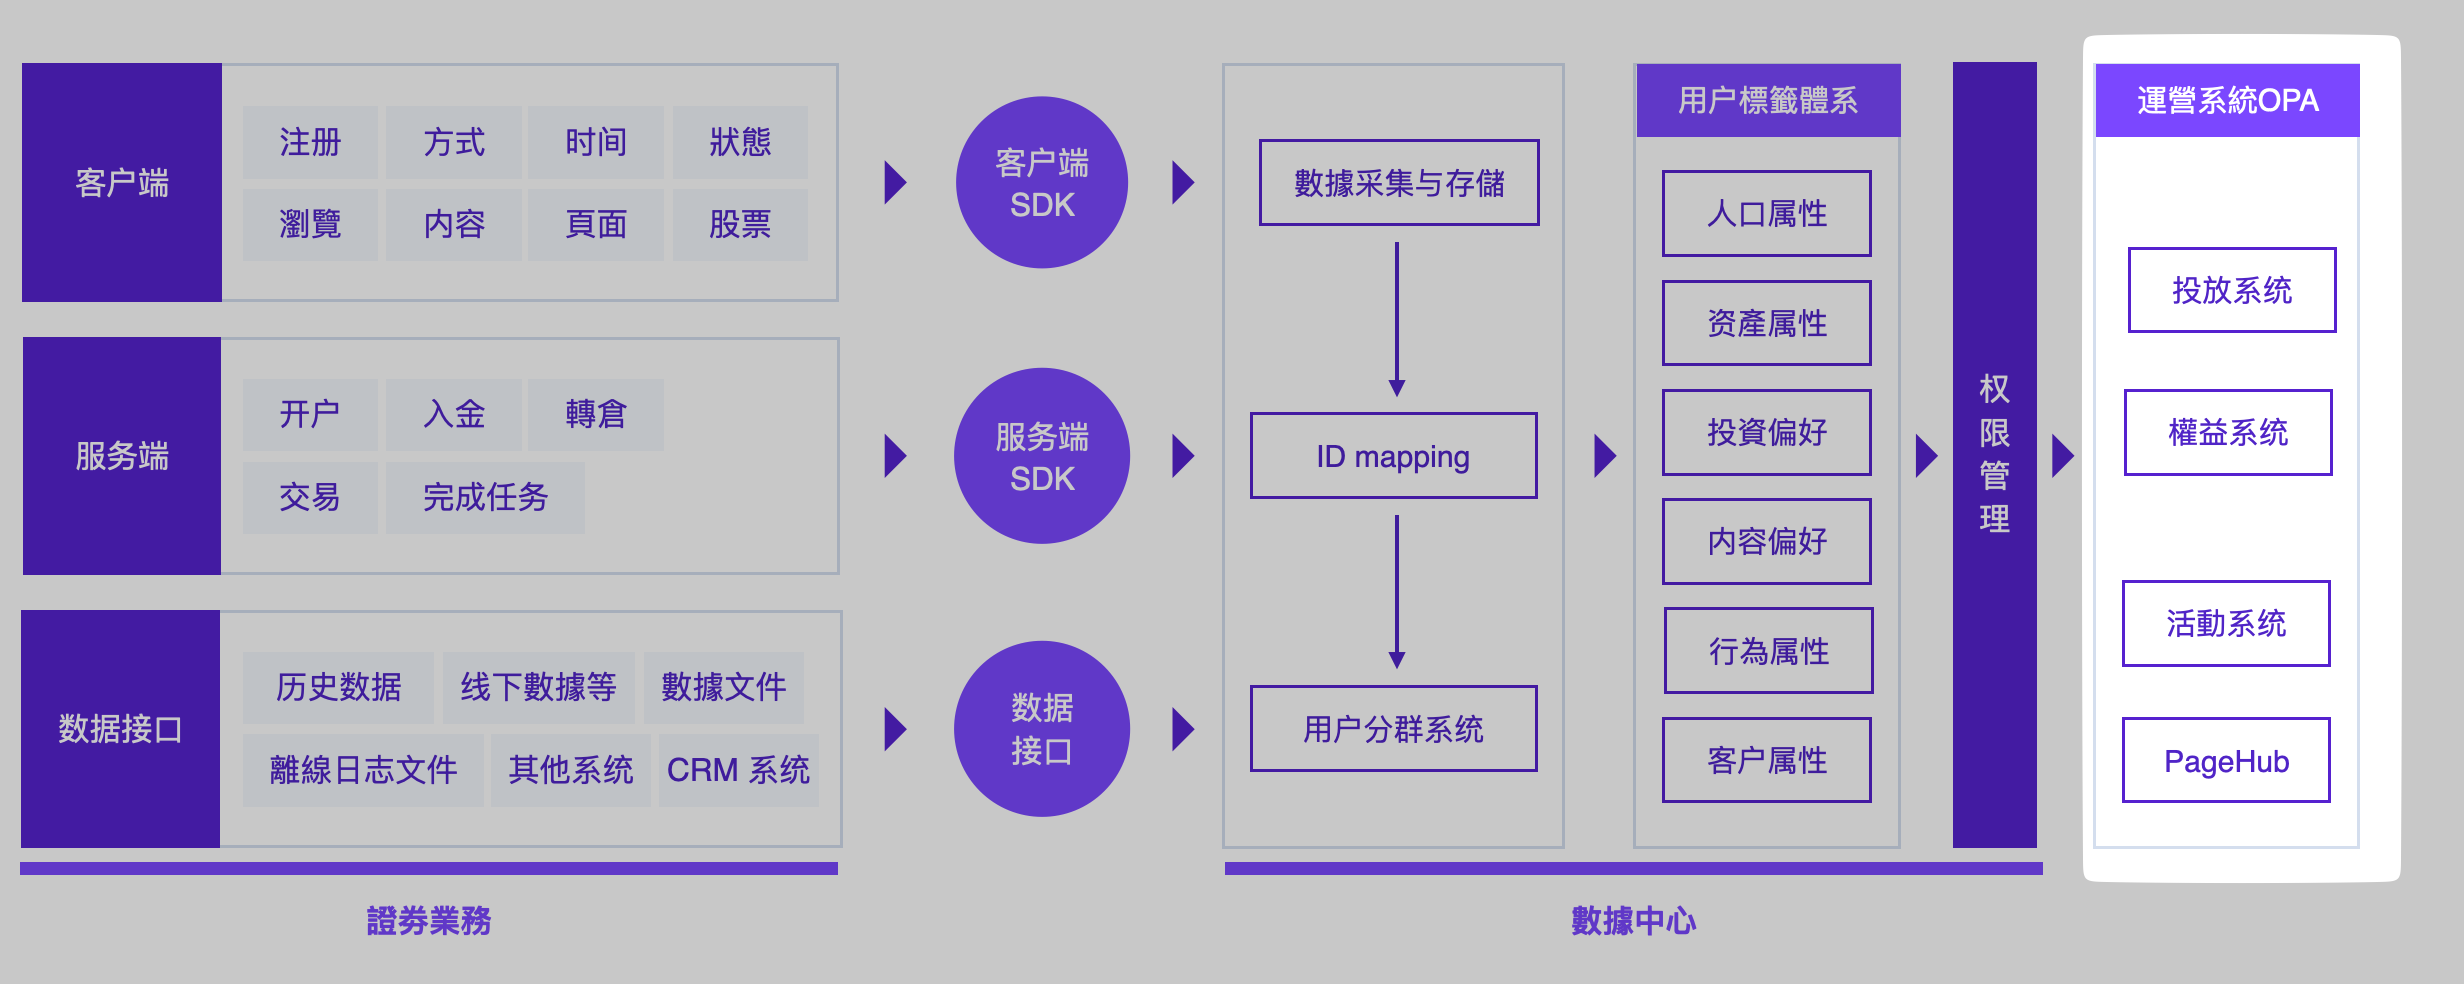 客户端
注册
方式
时间
狀態
瀏覽
内容
頁面
股票
服务端
开户
入金
轉倉
交易
完成任务
数据接口
历史数据
线下數據等
數據文件
離線日志文件
其他系统
CRM 系统
證券業務
客户端
SDK
服务端
SDK
数据
接口
數據采集与存儲
ID mapping
用户分群系统
用户標籤體系
人口属性
资產属性
投資偏好
内容偏好
行為属性
客户属性
权
限
管
理
數據中心
運營系統OPA
投放系统
權益系统
活動系统
PageHub